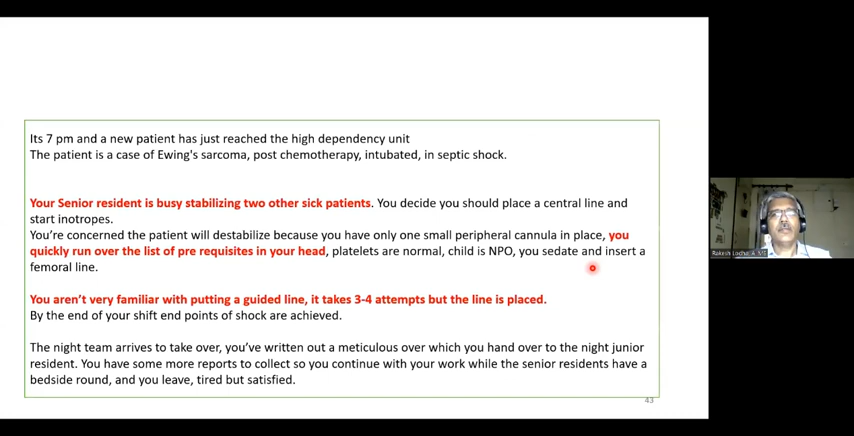 Its 7 pm and a new patient has just reached the high dependency unit
The patient is a case of Ewing's sarcoma, post chemotherapy, intubated, in septic shock.
Your Senior resident is busy stabilizing two other sick patients. You decide you should place a central line and
start inotropes.
You're concerned the patient will destabilize because you have only one small peripheral cannula in place, you
quickly run over the list of pre requisites in your head, platelets are normal, child is NPO, you sedate and insert a
femoral line.
You aren't very familiar with putting a guided line, it takes 3-4 attempts but the line is placed.
By the end of your shift end points of shock are achieved.
The night team arrives to take over, you've written out a meticulous over which you hand over to the night junior
resident. You have some more reports to collect so you continue with your work while the senior residents have a
bedside round, and you leave, tired but satisfied.
43
Rakesh Lodha,